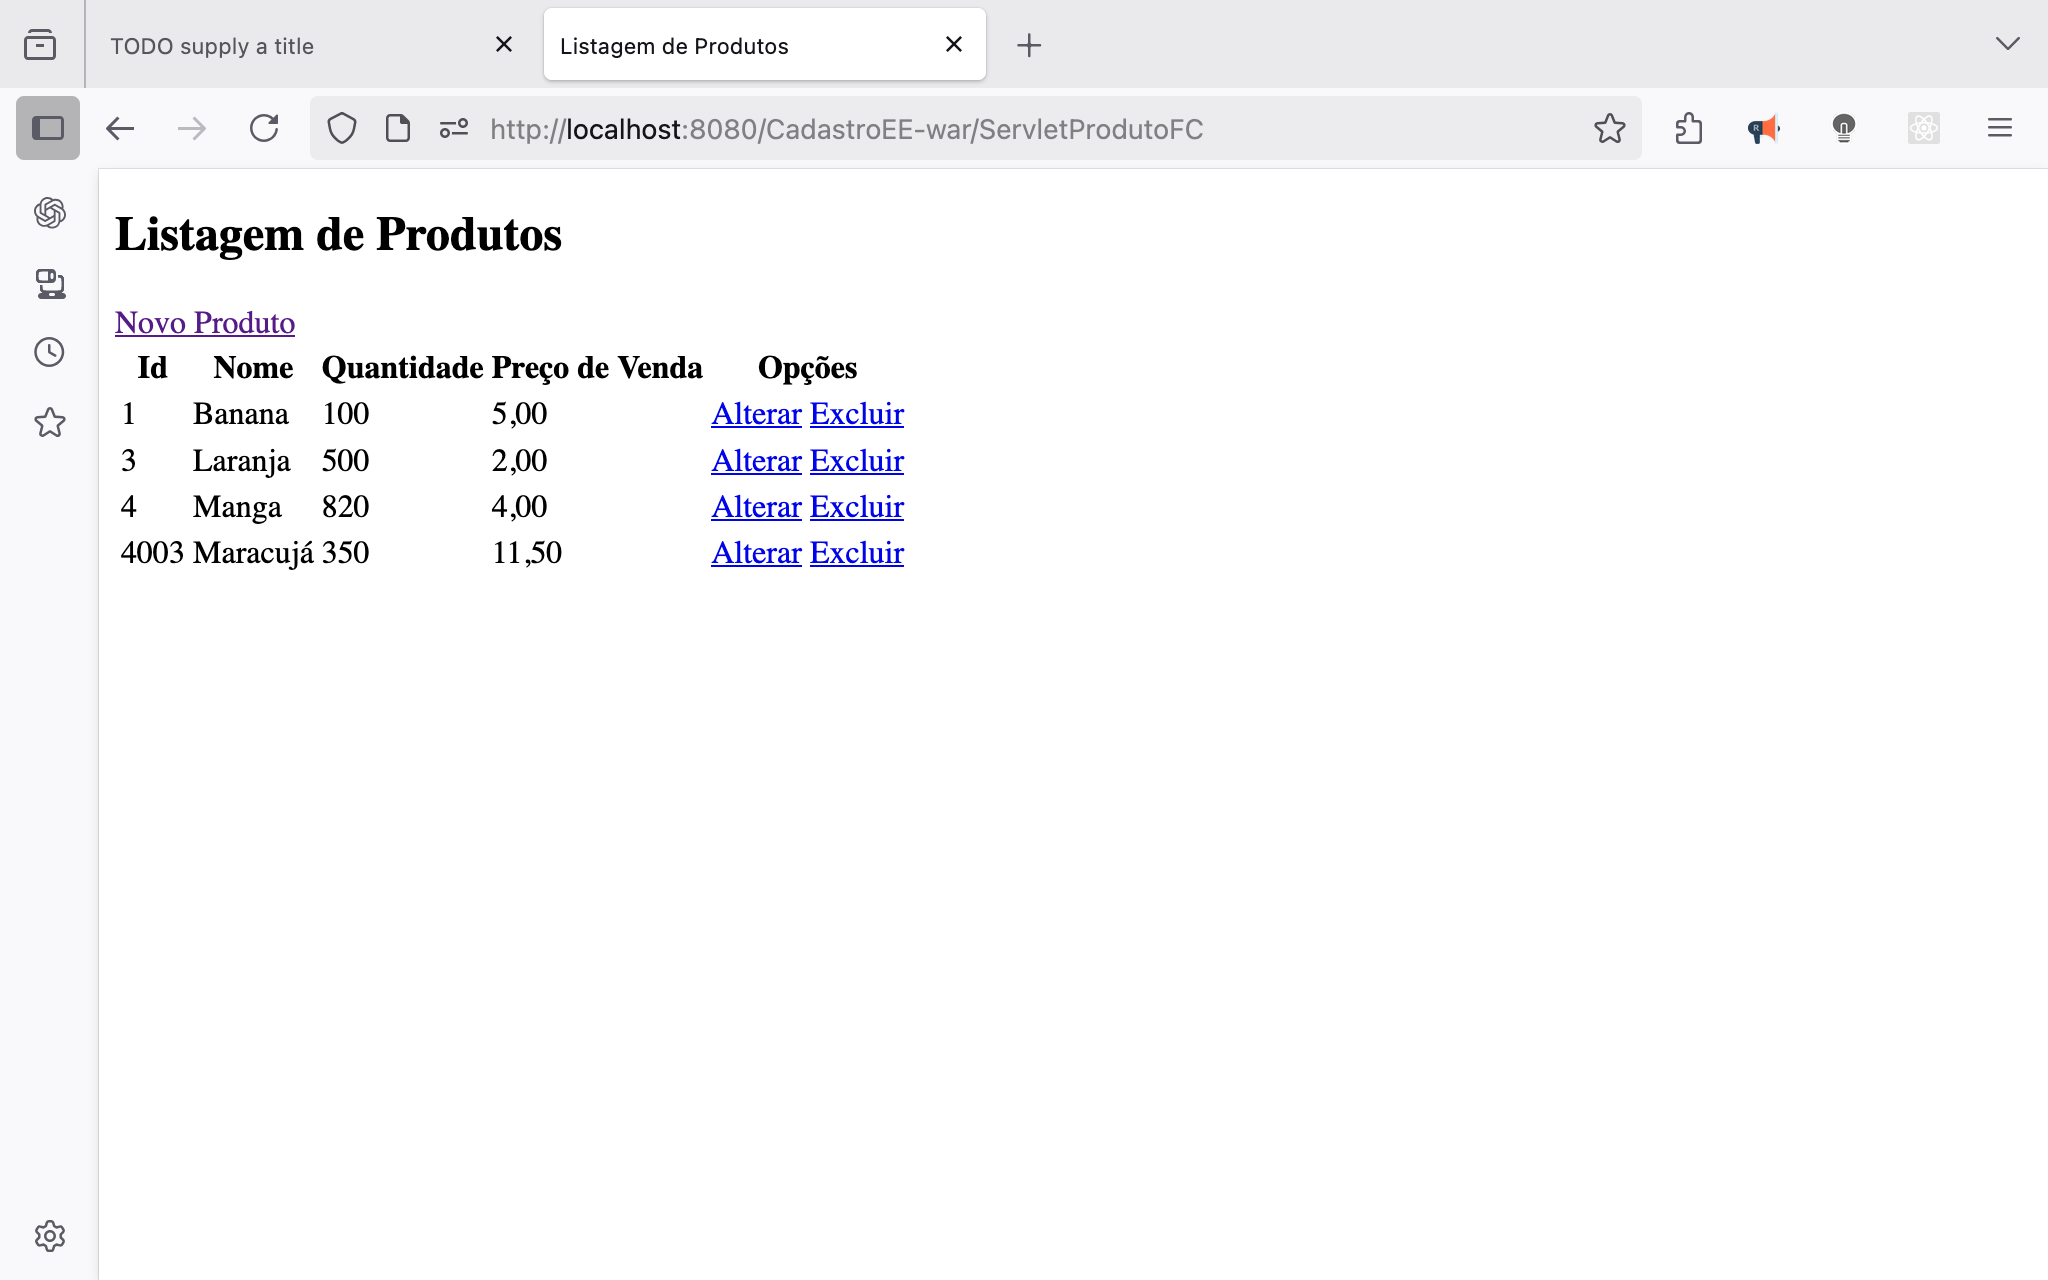 TODO supply a title
Listagem de Produtos
http://localhost:8080/CadastroEE-war/ServletProdutoFC
Listagem de Produtos
Novo Produto
Id Nome Quantidade Preço de Venda Opções
1 Banana 100 5,00 Alterar Excluir
3 Laranja 500 2,00 Alterar Excluir
4 Manga 820 4,00 Alterar Excluir
4003 Maracujá 350 11,50 Alterar Excluir